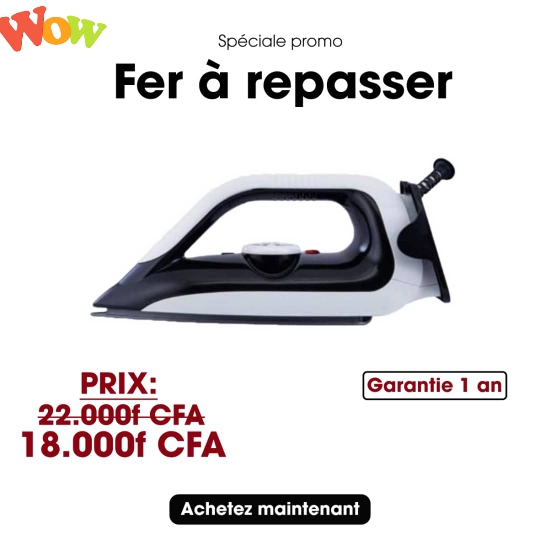 WOW
Spéciale promo
Fer à repasser
PRIX:
22.000f CFA
18.000f CFA
Garantie 1 an
Achetez maintenant